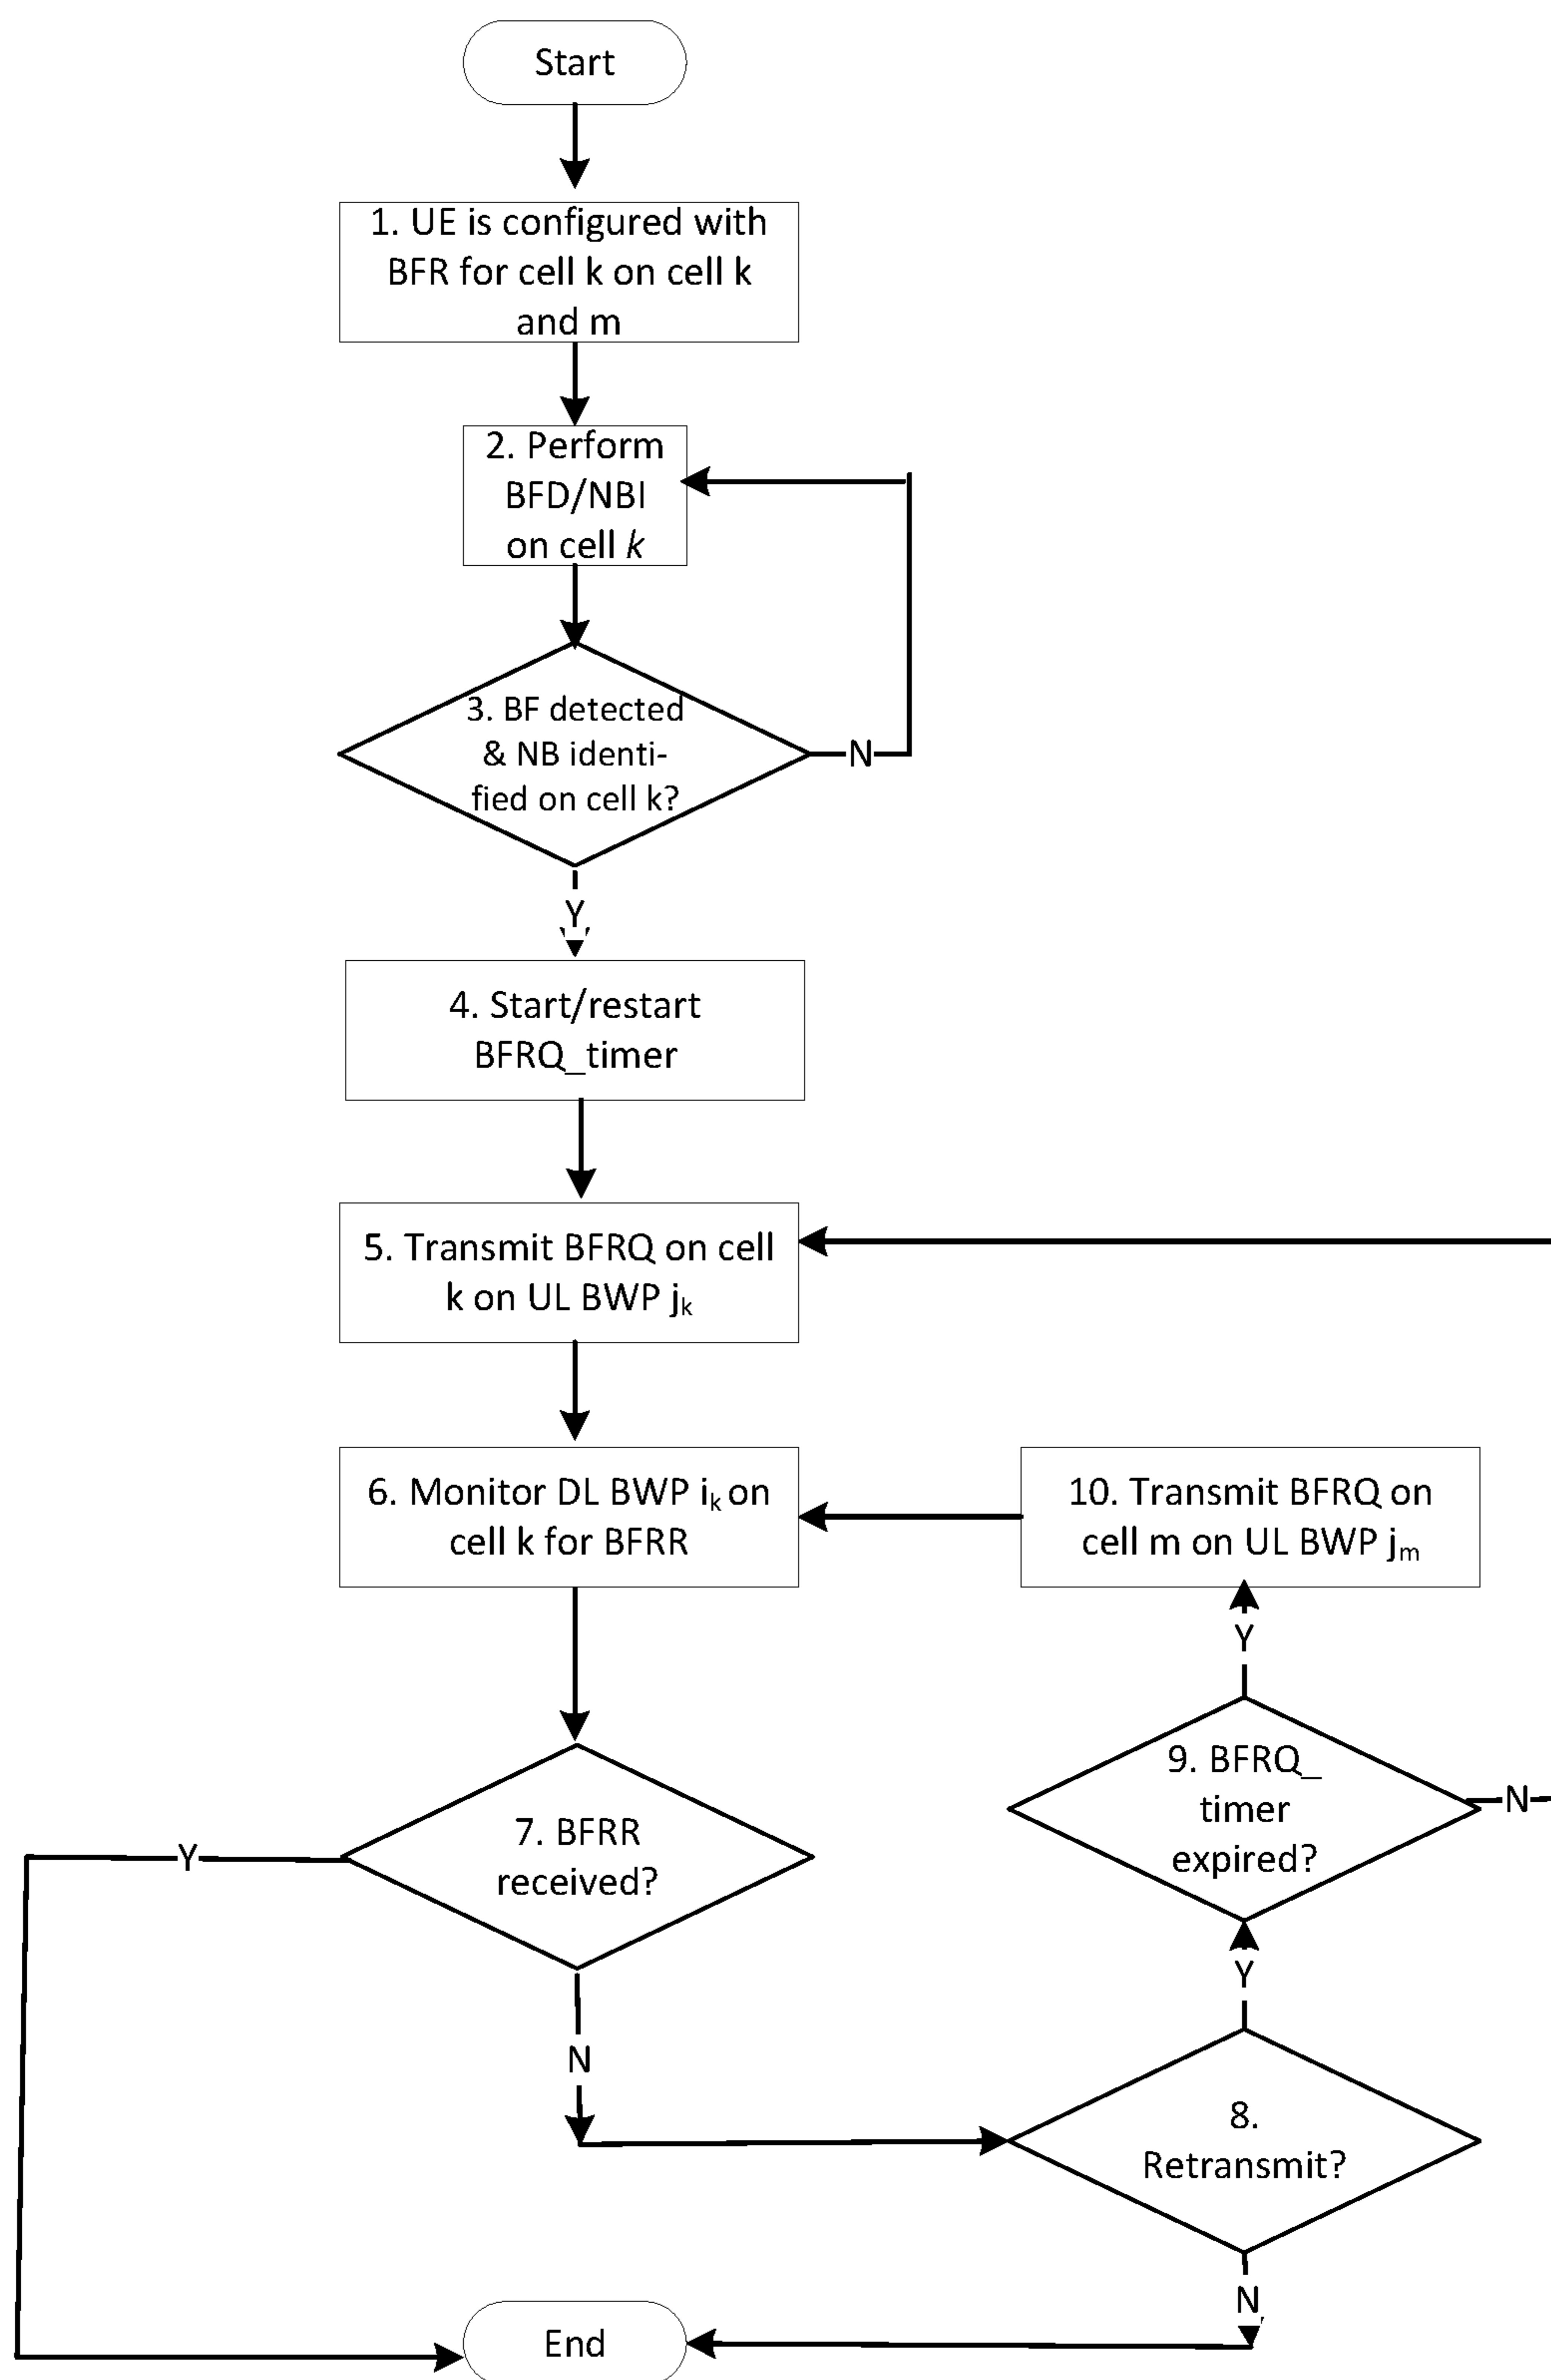 Start
1. UE is configured with
BFR for cell k on cell k
and m
2. Perform
BFD/NBI
on cell k
3. BF detected
& NB identi-
fied on cell k?
N
Y
4. Start/restart
BFRQ_timer
5. Transmit BFRQ on cell
k on UL BWP jk
6. Monitor DL BWP ik on
cell k for BFRR
10. Transmit BFRQ on
cell m on UL BWP jm
Y
9. BFRQ_
timer
expired?
N
7. BFRR
received?
Y
N
Y
8.
Retransmit?
N
End